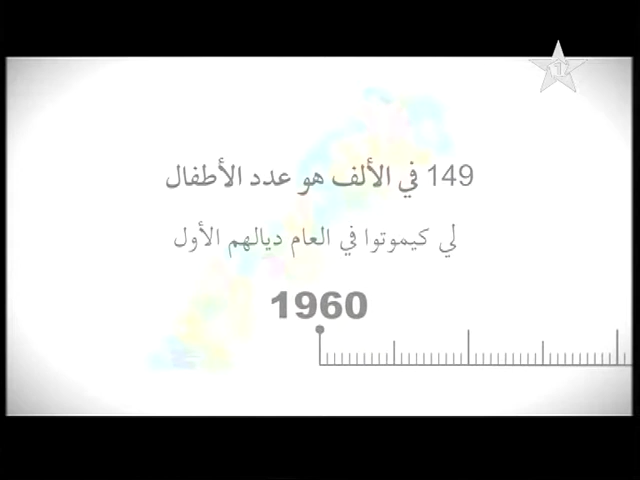 149 في الألف هو عدد الأطفال
لي كيموتوا في العام ديالهم الأول
1960